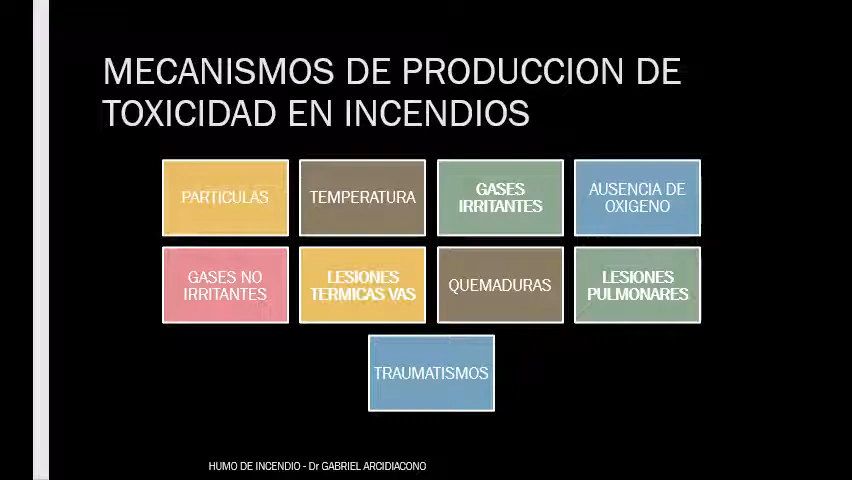 MECANISMOS DE PRODUCCION DE
TOXICIDAD EN INCENDIOS
PARTICULAS
TEMPERATURA
GASES
IRRITANTES
AUSENCIA DE
OXIGENO
GASES NO
IRRITANTES
LESIONES
TERMICAS VAS
QUEMADURAS
LESIONES
PULMONARES
TRAUMATISMOS
HUMO DE INCENDIO - Dr GABRIEL ARCIDIACONO